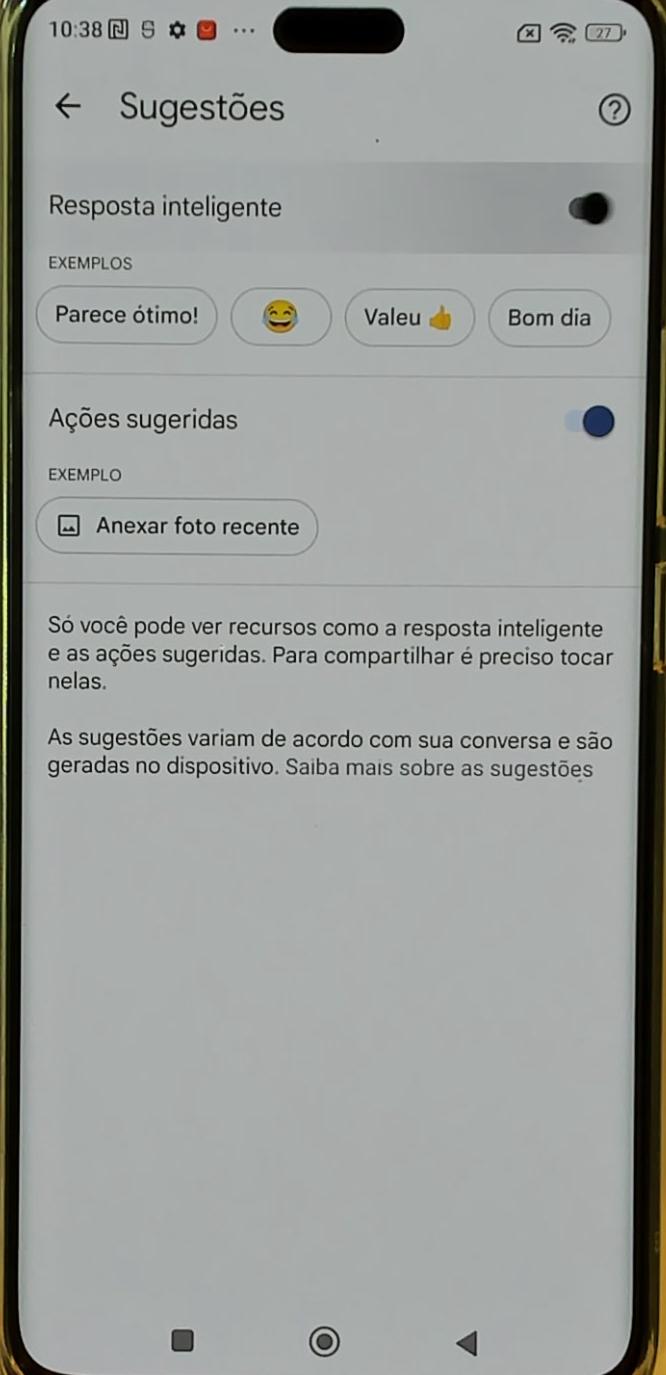 10:38
27
Sugestões
Resposta inteligente
EXEMPLOS
Parece ótimo! 😂 Valeu 👍 Bom dia
Ações sugeridas
EXEMPLO
Anexar foto recente
Só você pode ver recursos como a resposta inteligente
e as ações sugeridas. Para compartilhar é preciso tocar
nelas.
As sugestões variam de acordo com sua conversa e são
geradas no dispositivo. Saiba mais sobre as sugestões